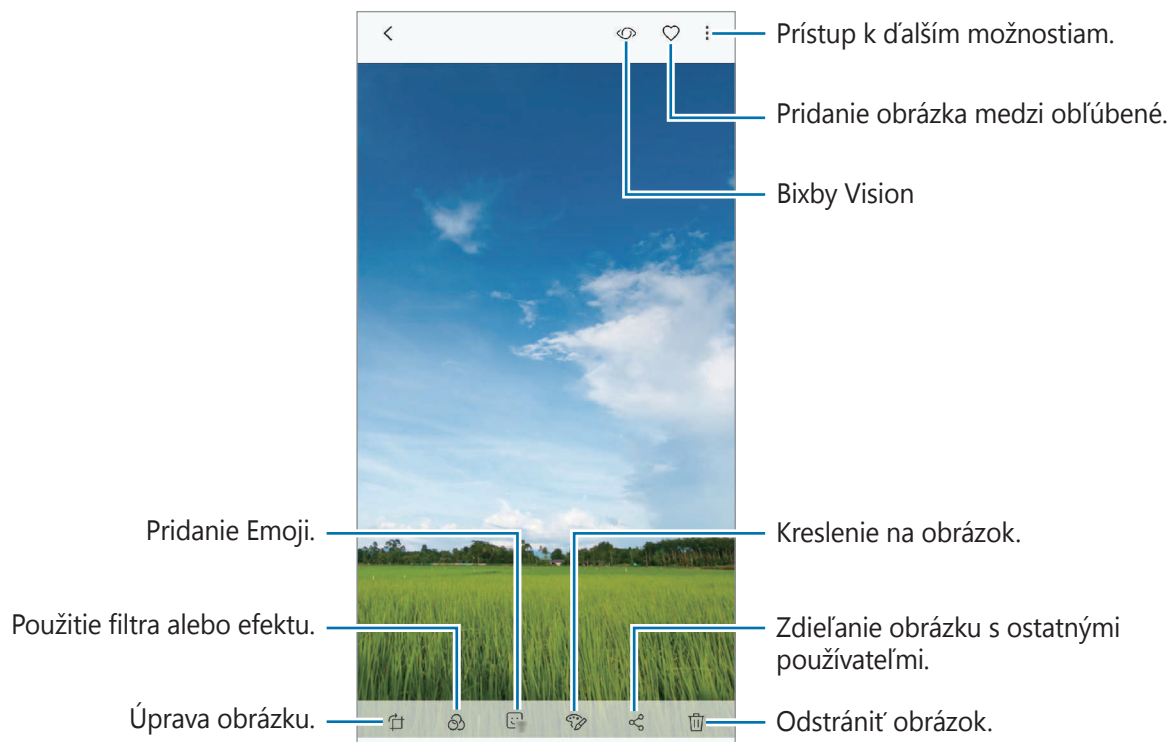 Prístup k ďalším možnostiam.
Pridanie obrázka medzi obľúbené.
Bixby Vision
Pridanie Emoji.
Kreslenie na obrázok.
Použitie filtra alebo efektu.
Zdieľanie obrázku s ostatnými
používateľmi.
Úprava obrázku.
Odstrániť obrázok.